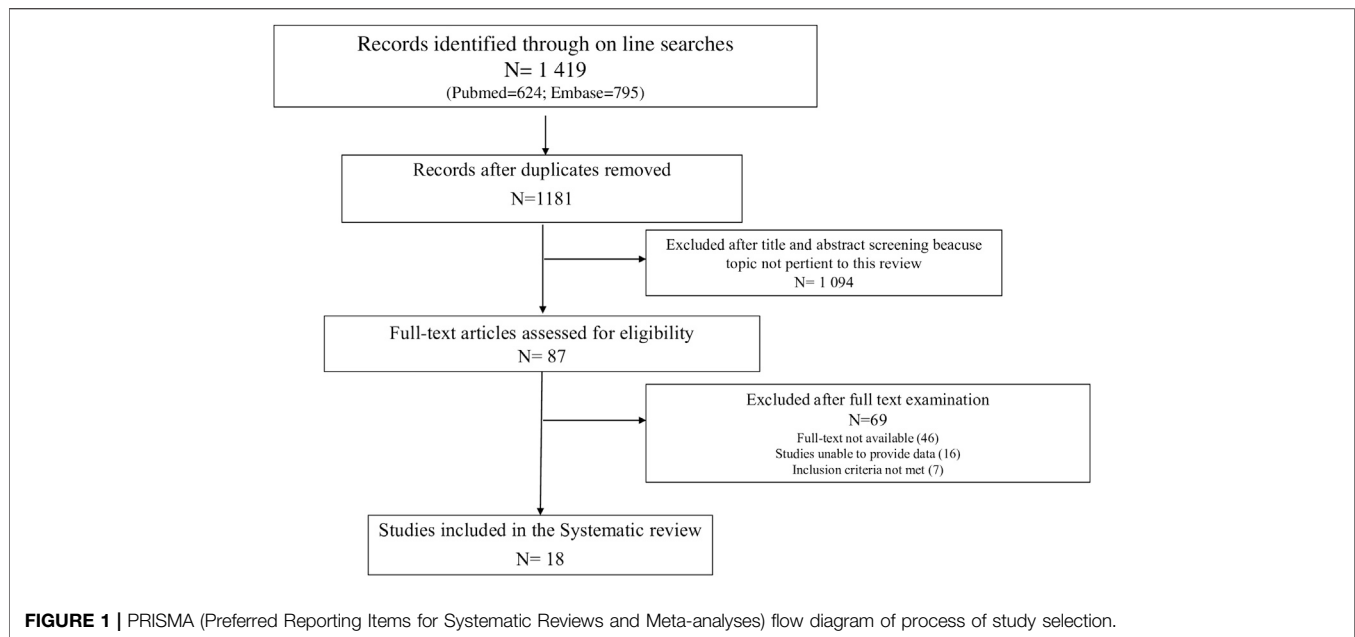 Records identified through on line searches
N= 1 419
(Pubmed=624; Embase=795)
Records after duplicates removed
N=1181
Excluded after title and abstract screening beacuse
topic not pertient to this review
N= 1 094
Full-text articles assessed for eligibility
N= 87
Excluded after full text examination
N=69
Full-text not available (46)
Studies unable to provide data (16)
Inclusion criteria not met (7)
Studies included in the Systematic review
N= 18
FIGURE 1 | PRISMA (Preferred Reporting Items for Systematic Reviews and Meta-analyses) flow diagram of process of study selection.